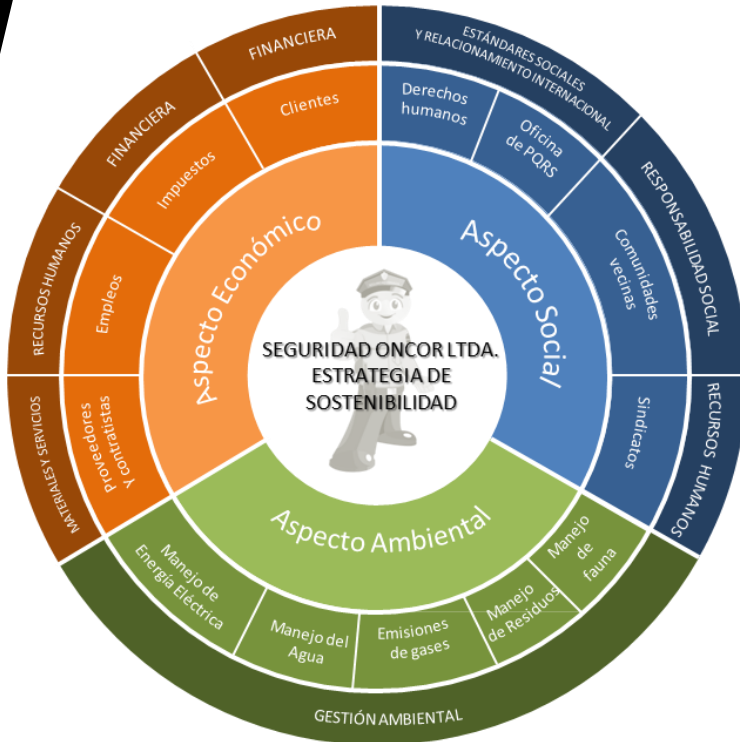 SEGURIDAD ONCOR LTDA.
ESTRATEGIA DE
SOSTENIBILIDAD
Aspecto Económico
FINANCIERA
Clientes
FINANCIERA
Impuestos
RECURSOS HUMANOS
Empleos
MATERIALES Y SERVICIOS
Proveedores
Y contratistas
Aspecto Social
ESTÁNDARES SOCIALES
Y RELACIONAMIENTO INTERNACIONAL
Derechos
humanos
Oficina
de PQRS
RESPONSABILIDAD SOCIAL
Comunidades
vecinas
RECURSOS HUMANOS
Sindicatos
Aspecto Ambiental
Manejo de
Energía Eléctrica
Manejo del
Agua
Emisiones
de gases
Manejo
de Residuos
Manejo
de
fauna
GESTIÓN AMBIENTAL